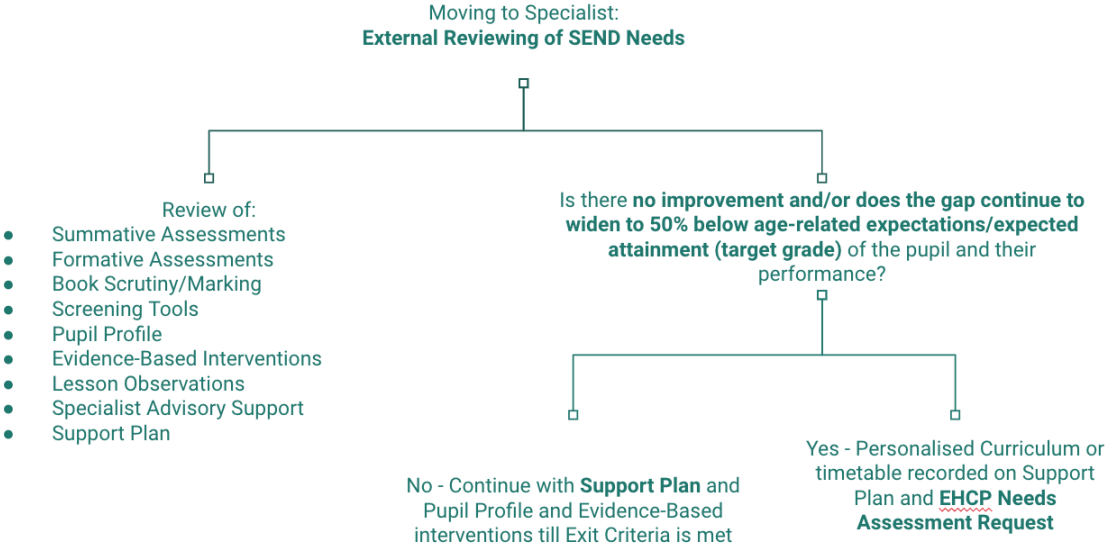 Moving to Specialist:
External Reviewing of SEND Needs
Review of:
● Summative Assessments
● Formative Assessments
● Book Scrutiny/Marking
● Screening Tools
● Pupil Profile
● Evidence-Based Interventions
● Lesson Observations
● Specialist Advisory Support
● Support Plan
Is there no improvement and/or does the gap continue to
widen to 50% below age-related expectations/expected
attainment (target grade) of the pupil and their
performance?
No - Continue with Support Plan and
Pupil Profile and Evidence-Based
interventions till Exit Criteria is met
Yes - Personalised Curriculum or
timetable recorded on Support
Plan and EHCP Needs
Assessment Request